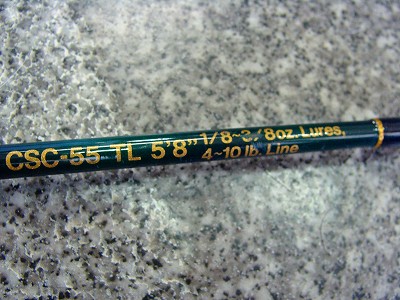 CSC-55 TL 5'8" 1/8~3/8oz. Lures,
4~10 lb. Line